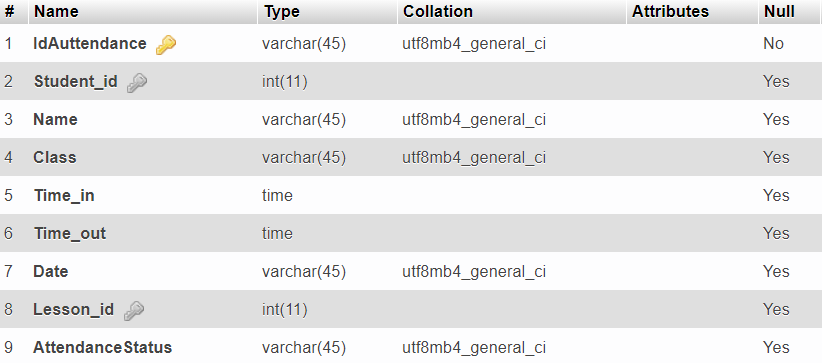 # Name Type Collation Attributes Null
1 IdAuttendance varchar(45) utf8mb4_general_ci No
2 Student_id int(11) Yes
3 Name varchar(45) utf8mb4_general_ci Yes
4 Class varchar(45) utf8mb4_general_ci Yes
5 Time_in time Yes
6 Time_out time Yes
7 Date varchar(45) utf8mb4_general_ci Yes
8 Lesson_id int(11) Yes
9 AttendanceStatus varchar(45) utf8mb4_general_ci Yes